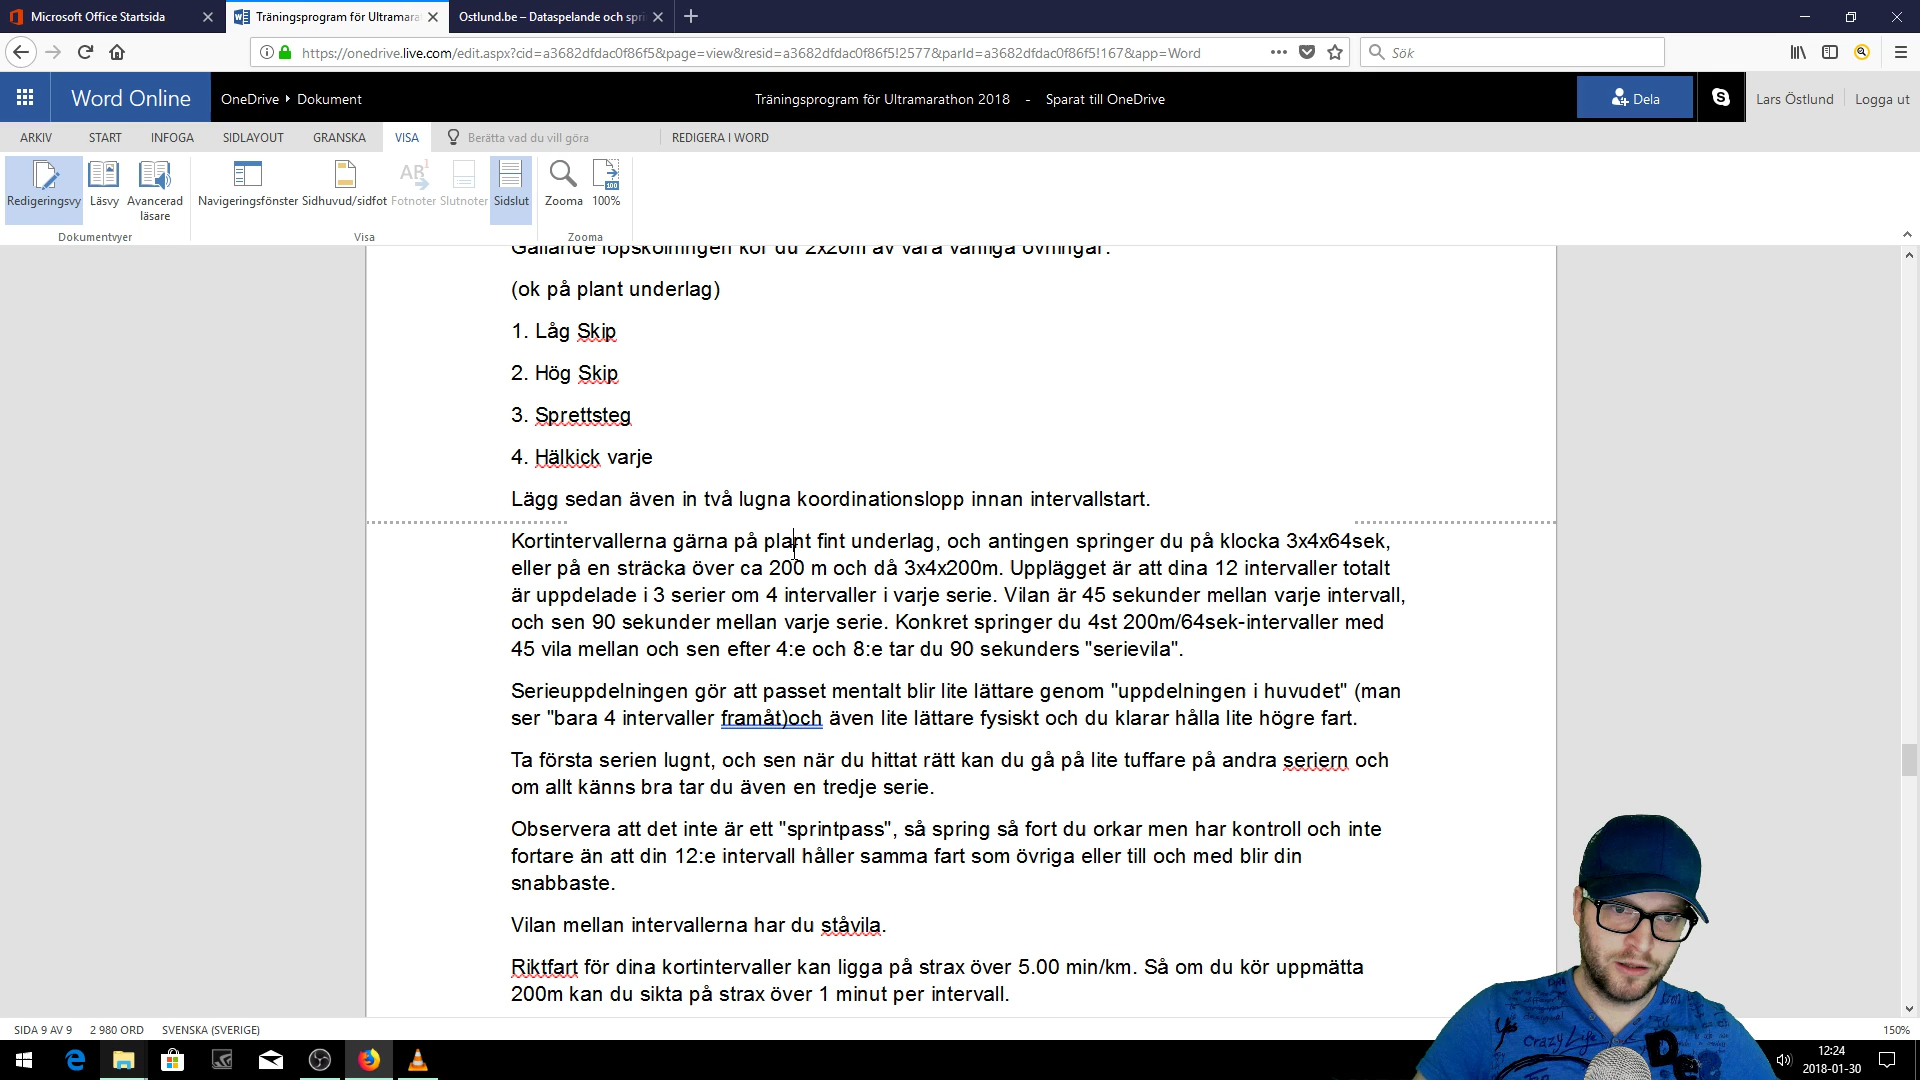 Microsoft Office Startsida
Träningsprogram för Ultramara
Ostlund.be – Dataspelande och spri
https://onedrive.live.com/edit.aspx?cid=a3682dfdac0f86f5&page=view&resid=a3682dfdac0f86f5!2577&parId=a3682dfdac0f86f5!167&app=Word
Sök
Word Online
OneDrive
Dokument
Träningsprogram för Ultramarathon 2018 - Sparat till OneDrive
Dela
Lars Östlund
Logga ut
ARKIV
START
INFOGA
SIDLAYOUT
GRANSKA
VISA
Berätta vad du vill göra
REDIGERA I WORD
Redigeringsvy
Läsvy
Avancerad läsare
Navigeringsfönster
Sidhuvud/sidfot
Fotnoter
Slutnoter
Sidslut
Zooma
100%
Dokumentvyer
Visa
Zooma
Gällande löpskolningen kör du 2x20m av våra vanliga övningar.
(ok på plant underlag)
1. Låg Skip
2. Hög Skip
3. Sprettsteg
4. Hälkick varje
Lägg sedan även in två lugna koordinationslopp innan intervallstart.
Kortintervallerna gärna på plant fint underlag, och antingen springer du på klocka 3x4x64sek,
eller på en sträcka över ca 200 m och då 3x4x200m. Upplägget är att dina 12 intervaller totalt
är uppdelade i 3 serier om 4 intervaller i varje serie. Vilan är 45 sekunder mellan varje intervall,
och sen 90 sekunder mellan varje serie. Konkret springer du 4st 200m/64sek-intervaller med
45 vila mellan och sen efter 4:e och 8:e tar du 90 sekunders "serievila".
Serieuppdelningen gör att passet mentalt blir lite lättare genom "uppdelningen i huvudet" (man
ser "bara 4 intervaller framåt)och även lite lättare fysiskt och du klarar hålla lite högre fart.
Ta första serien lugnt, och sen när du hittat rätt kan du gå på lite tuffare på andra seriern och
om allt känns bra tar du även en tredje serie.
Observera att det inte är ett "sprintpass", så spring så fort du orkar men har kontroll och inte
fortare än att din 12:e intervall håller samma fart som övriga eller till och med blir din
snabbaste.
Vilan mellan intervallerna har du ståvila.
Riktfart för dina kortintervaller kan ligga på strax över 5.00 min/km. Så om du kör uppmätta
200m kan du sikta på strax över 1 minut per intervall.
SIDA 9 AV 9
2 980 ORD
SVENSKA (SVERIGE)
150%
12:24
2018-01-30